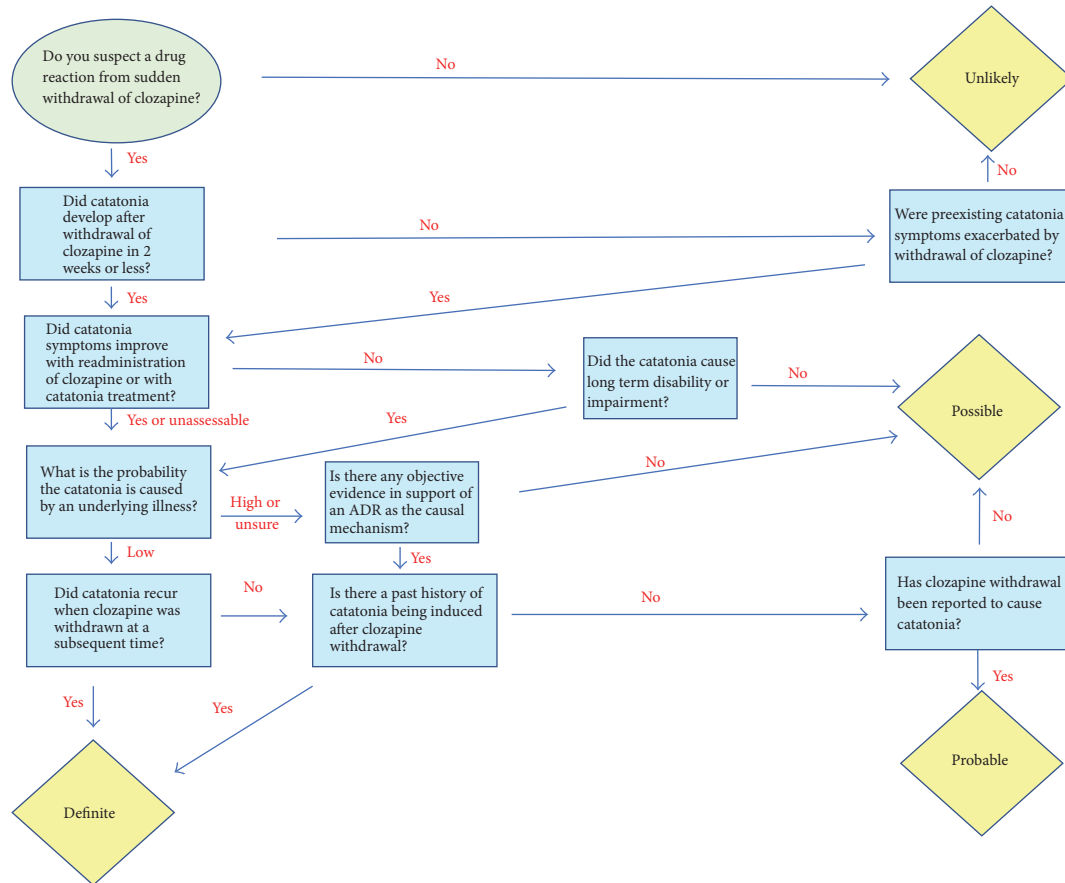 Do you suspect a drug
reaction from sudden
withdrawal of clozapine?
No
Unlikely
Yes
No
Did catatonia
develop after
withdrawal of
clozapine in 2
weeks or less?
No
Were preexisting catatonia
symptoms exacerbated by
withdrawal of clozapine?
Yes
Yes
Did catatonia
symptoms improve
with readministration
of clozapine or with
catatonia treatment?
No
Did the catatonia cause
long term disability or
impairment?
No
Possible
Yes or unassessable
Yes
What is the probability
the catatonia is caused
by an underlying illness?
High or
unsure
Is there any objective
evidence in support of
an ADR as the causal
mechanism?
No
No
Low
Yes
Did catatonia recur
when clozapine was
withdrawn at a
subsequent time?
No
Is there a past history of
catatonia being induced
after clozapine
withdrawal?
No
Has clozapine withdrawal
been reported to cause
catatonia?
Yes
Yes
Yes
Definite
Probable